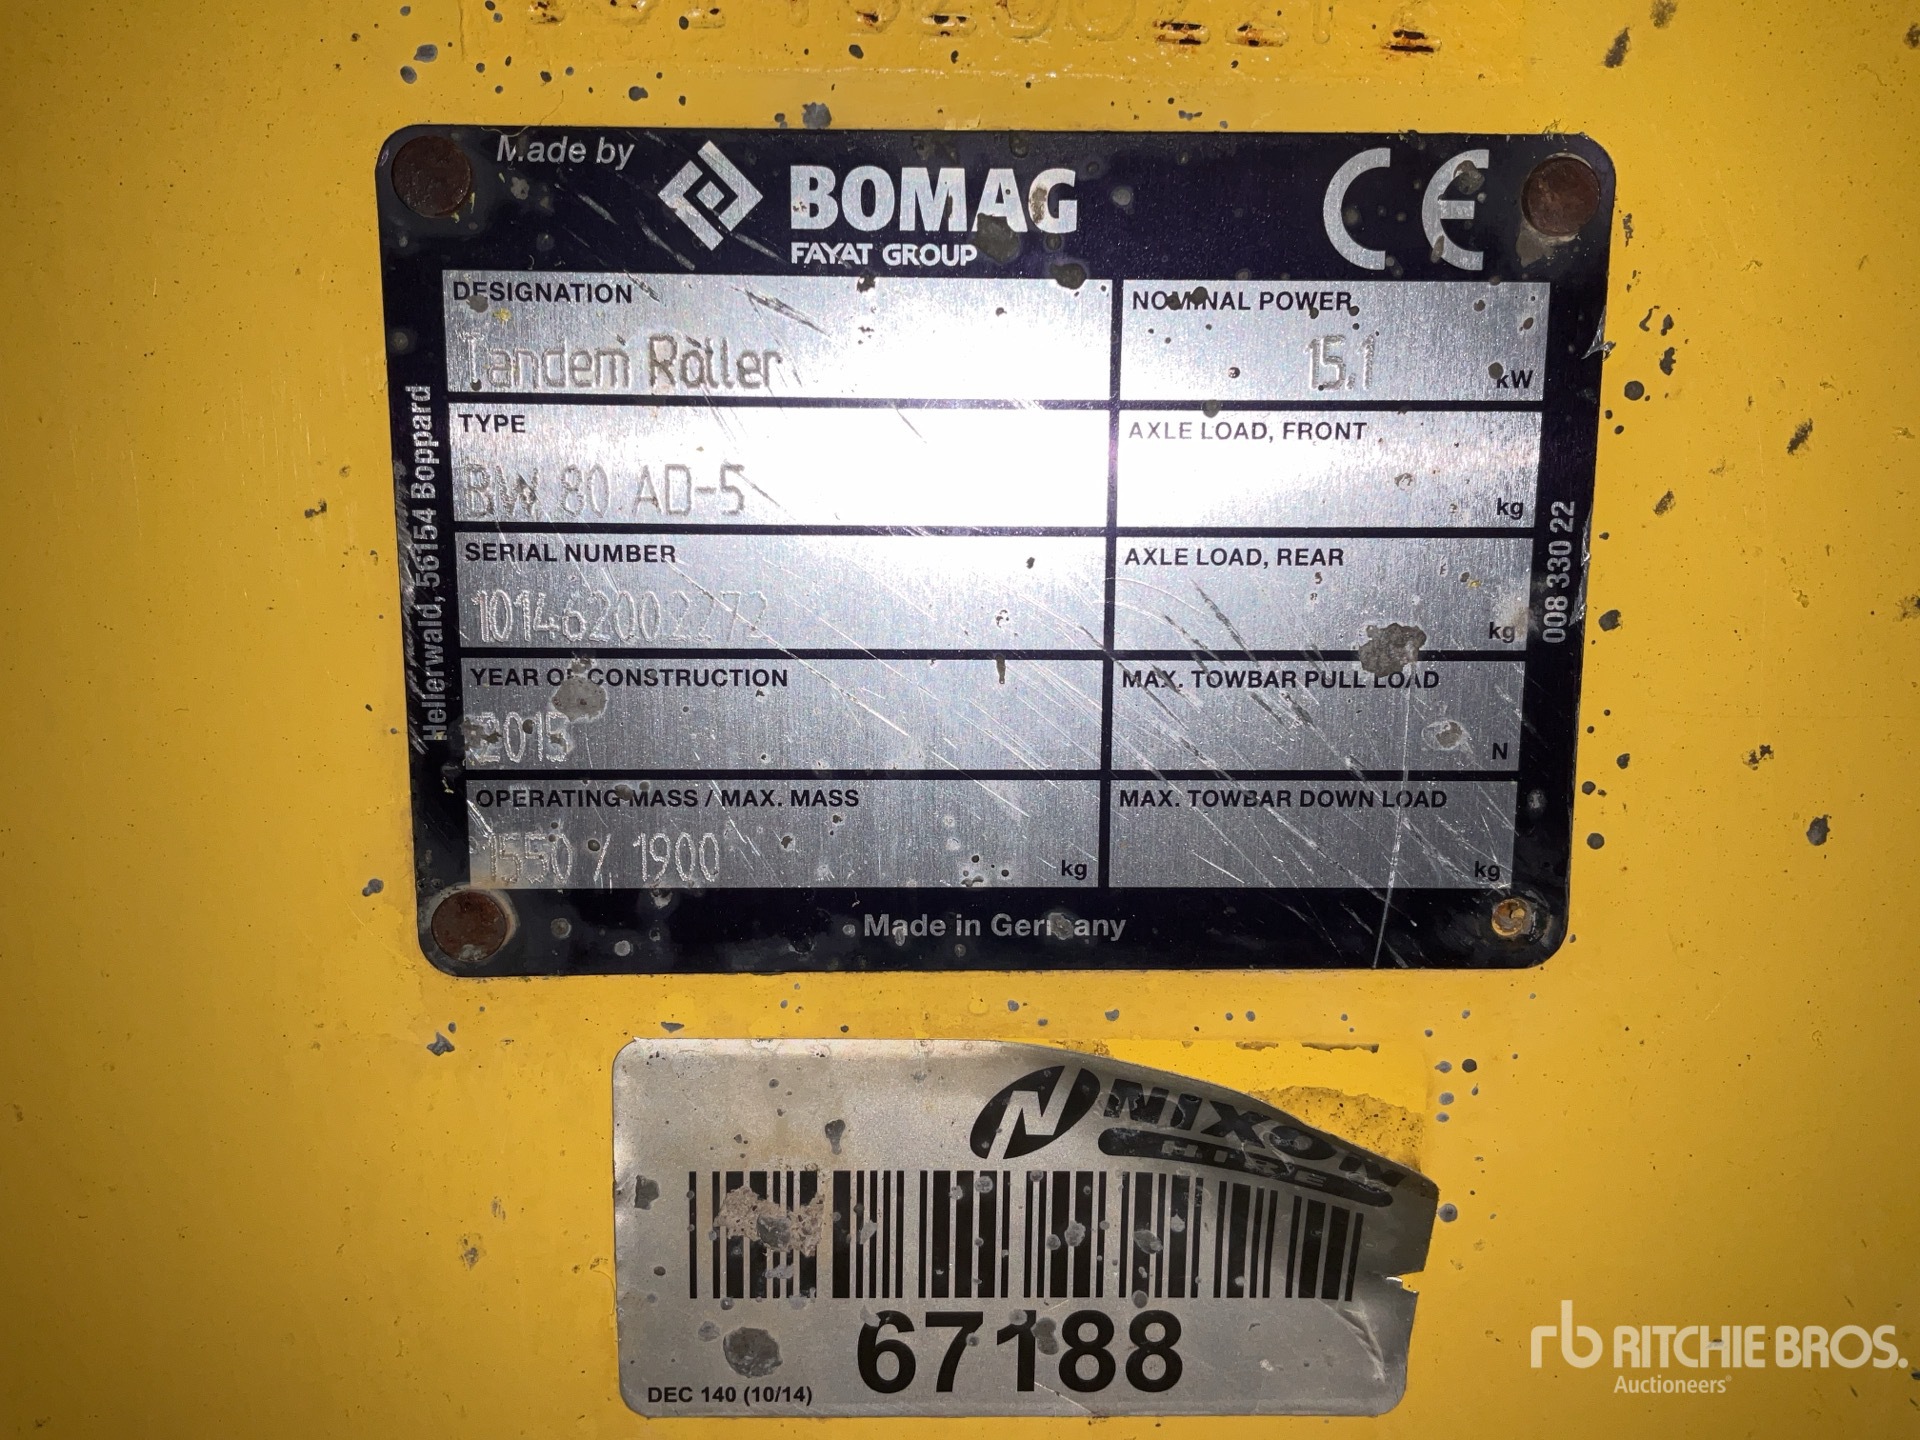 Made by
BOMAG
FAYAT GROUP
CE
DESIGNATION
Tandem Roller
NOMINAL POWER
15.1 kW
TYPE
BW 80 AD-5
AXLE LOAD, FRONT
kg
SERIAL NUMBER
101462002272
AXLE LOAD, REAR
kg
YEAR OF CONSTRUCTION
2015
MAX. TOWBAR PULL LOAD
N
OPERATING MASS / MAX. MASS
1550 / 1900 kg
MAX. TOWBAR DOWN LOAD
kg
Made in Germany
Hellerwald, 56154 Boppard
008 330 22
N NIXON
HIRE
67188
DEC 140 (10/14)
rb RITCHIE BROS.
Auctioneers